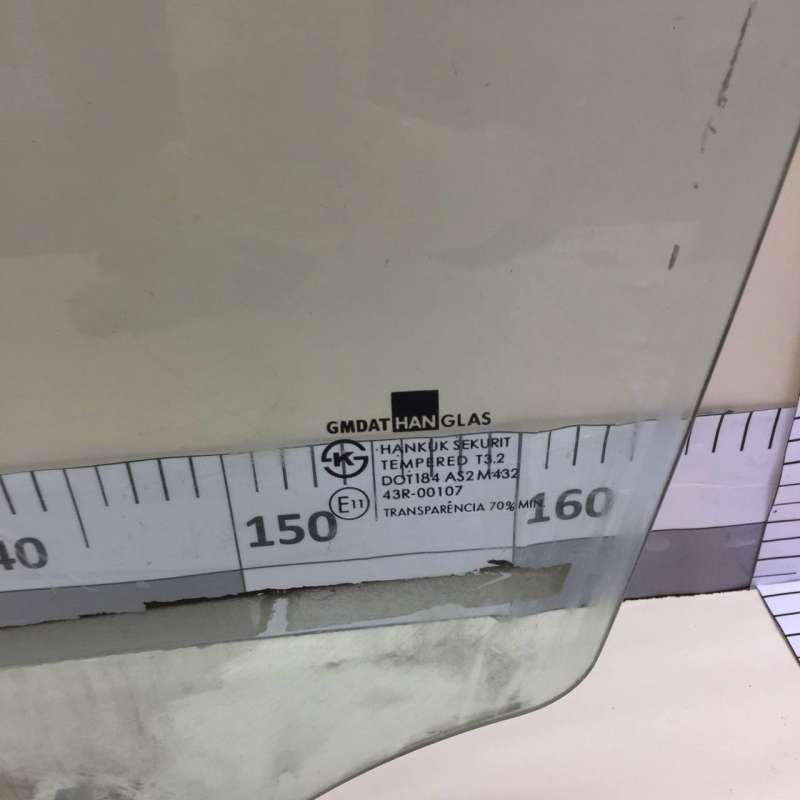 GMDAT HAN GLAS
HANKUK SEKURIT
TEMPERED T3.2
DOT184 AS2 M432
43R-00107
TRANSPARÊNCIA 70% MIN.
K
E11
40
150
160